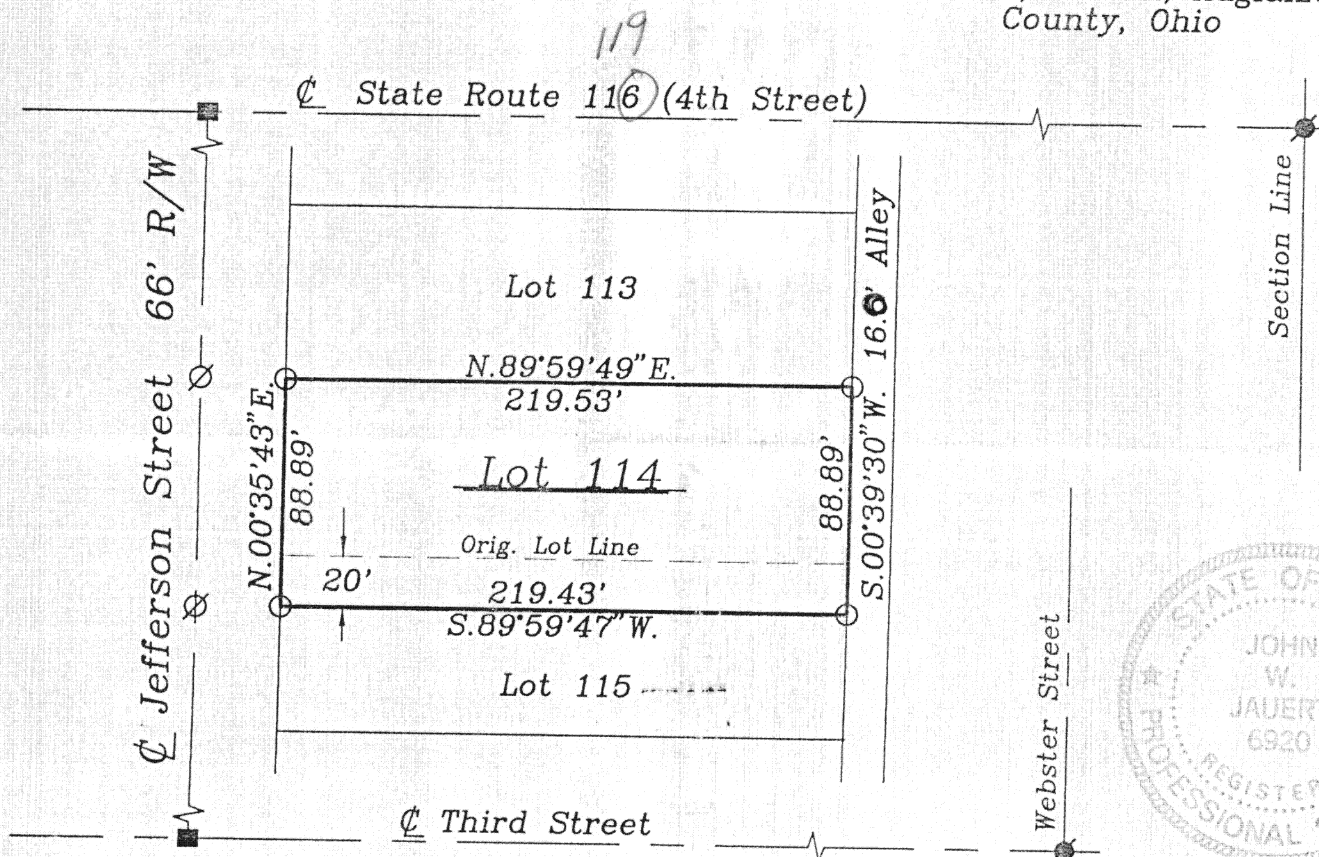 County, Ohio
119
℄ State Route 116 (4th Street)
℄ Jefferson Street 66' R/W
Section Line
16.6' Alley
Lot 113
N.89°59'49"E.
219.53'
N.00°35'43"E.
88.89'
Lot 114
88.89'
S.00°39'30"W.
Orig. Lot Line
20'
219.43'
S.89°59'47"W.
Lot 115
Webster Street
℄ Third Street
STATE OF
JOHN
W.
JAUERT
6920
REGISTER
PROFESSIONAL